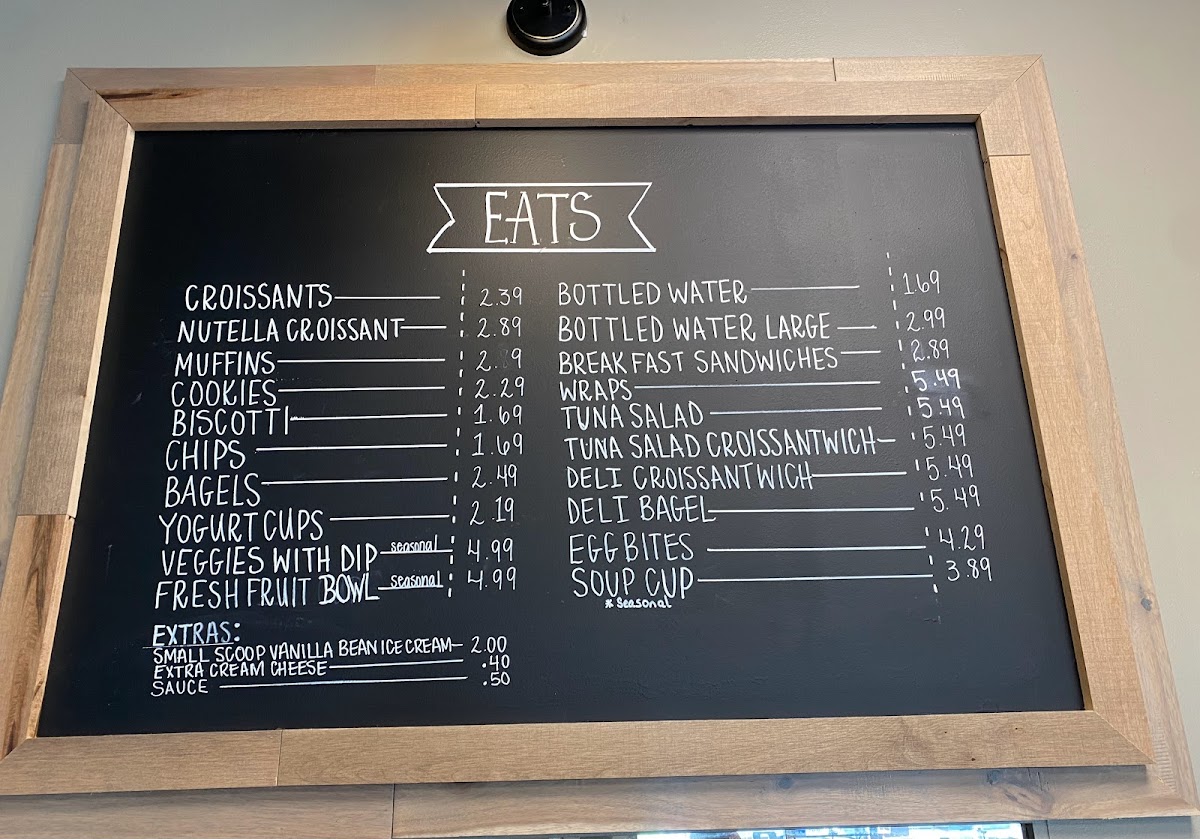 EATS
CROISSANTS 2.39
NUTELLA CROISSANT 2.89
MUFFINS
COOKIES 2.29
BISCOTTI 1.69
CHIPS 1.69
BAGELS 2.49
YOGURT CUPS 2.19
VEGGIES WITH DIP seasonal 4.99
FRESH FRUIT BOWL seasonal 4.99
EXTRAS:
SMALL SCOOP VANILLA BEAN ICE CREAM 2.00
EXTRA CREAM CHEESE .40
SAUCE .50
BOTTLED WATER 1.69
BOTTLED WATER LARGE 2.99
BREAKFAST SANDWICHES 2.89
WRAPS 5.49
TUNA SALAD 5.49
TUNA SALAD CROISSANTWICH 5.49
DELI CROISSANTWICH 5.49
DELI BAGEL 5.49
EGG BITES 4.29
SOUP CUP 3.89
* Seasonal